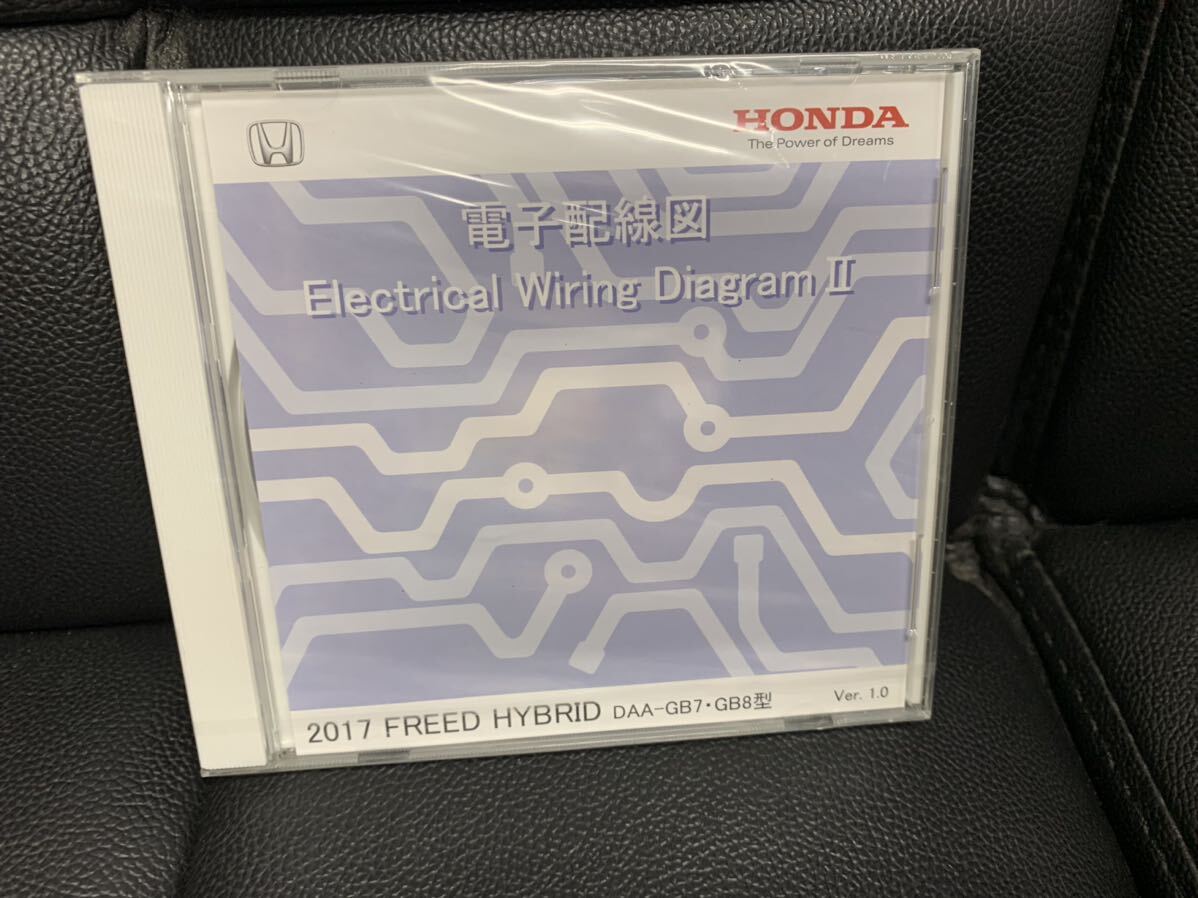 HONDA
The Power of Dreams
電子配線図
Electrical Wiring Diagram Ⅱ
2017 FREED HYBRID DAA-GB7・GB8型
Ver. 1.0